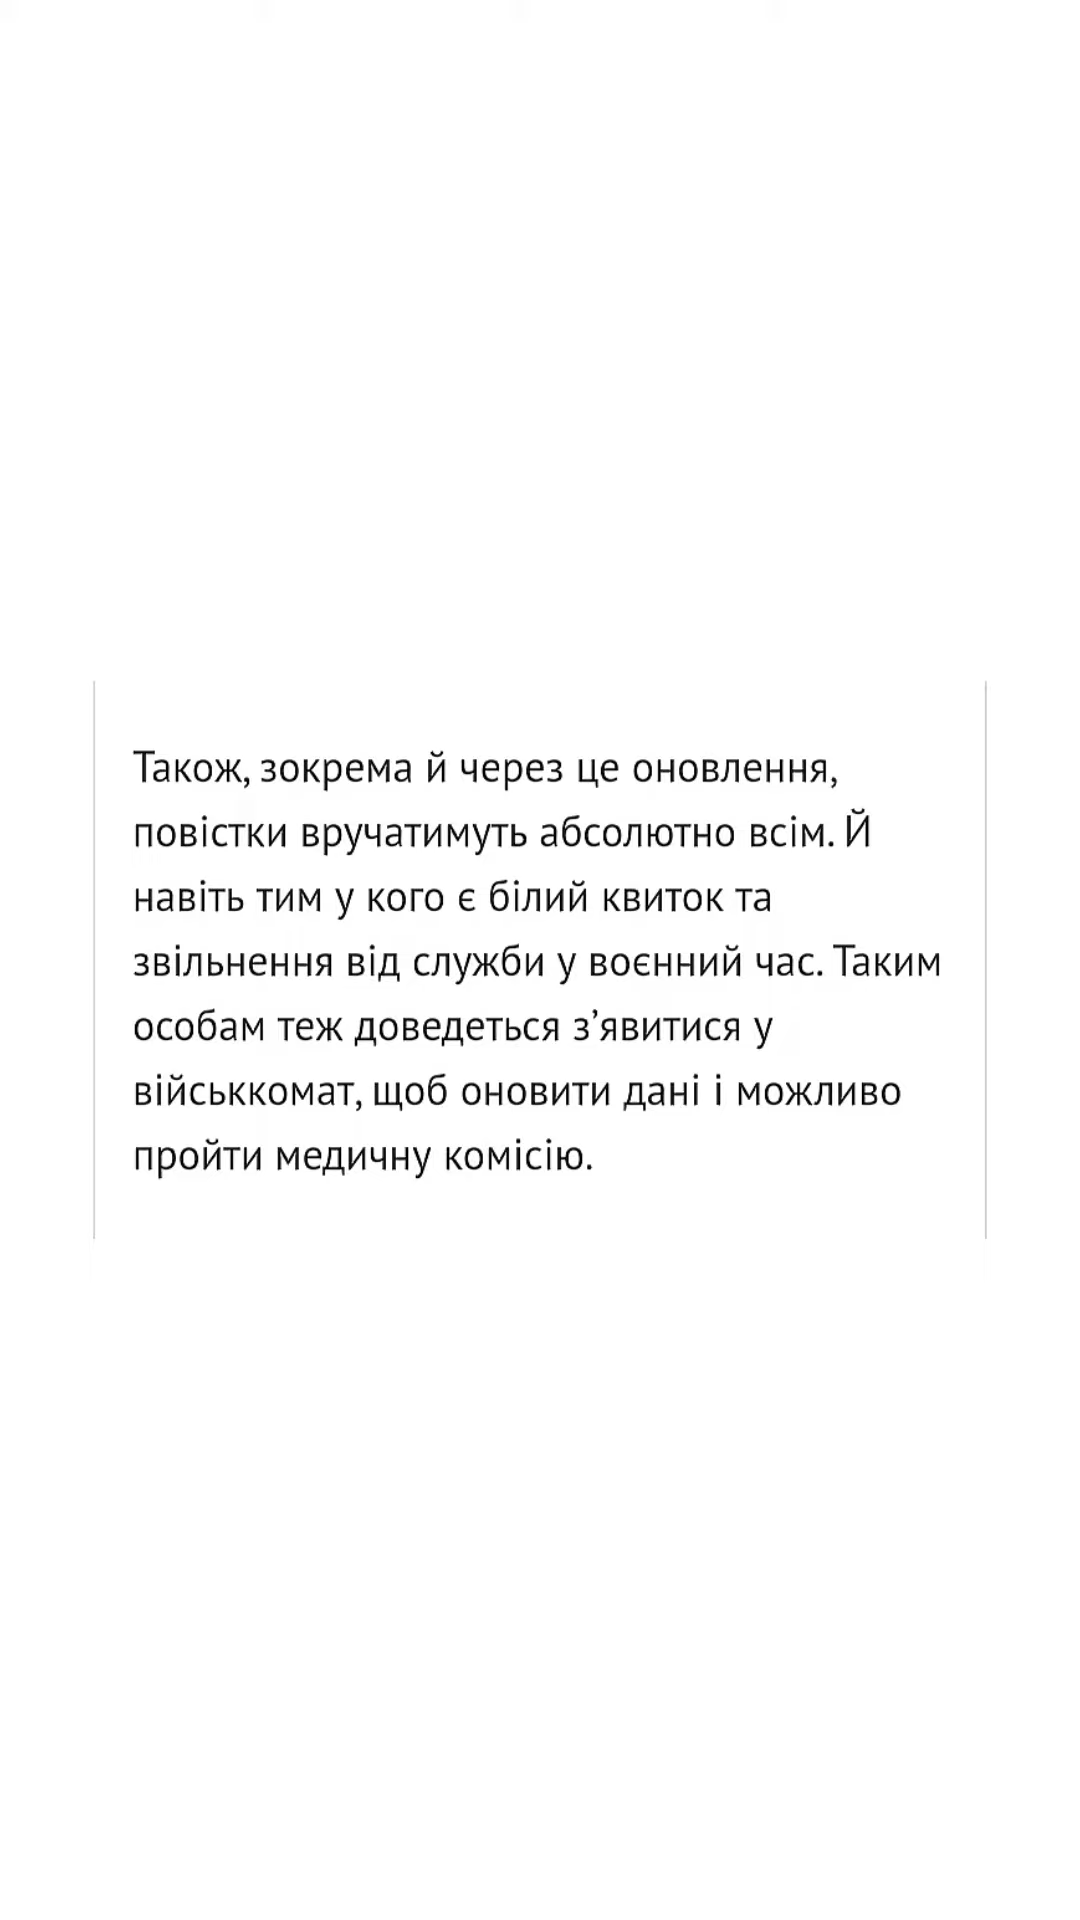 Також, зокрема й через це оновлення,
повістки вручатимуть абсолютно всім. Й
навіть тим у кого є білий квиток та
звільнення від служби у воєнний час. Таким
особам теж доведеться з’явитися у
військкомат, щоб оновити дані і можливо
пройти медичну комісію.